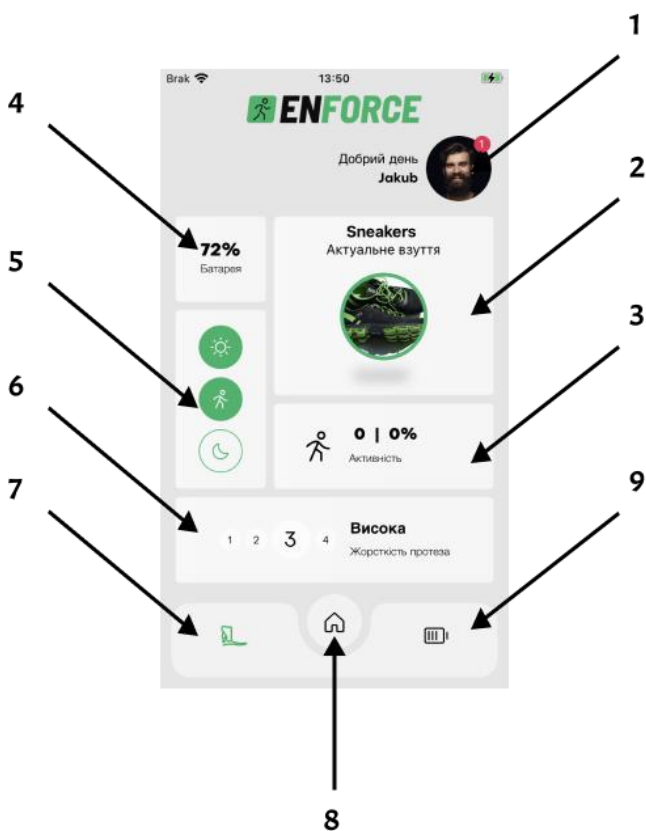 1
Brak 13:50
ENFORCE
4
1
Добрий день
Jakub
2
72%
Батарея
Sneakers
Актуальне взуття
5
3
6
0 | 0%
Активність
7
9
1 2 3 4
Висока
Жорсткість протеза
8